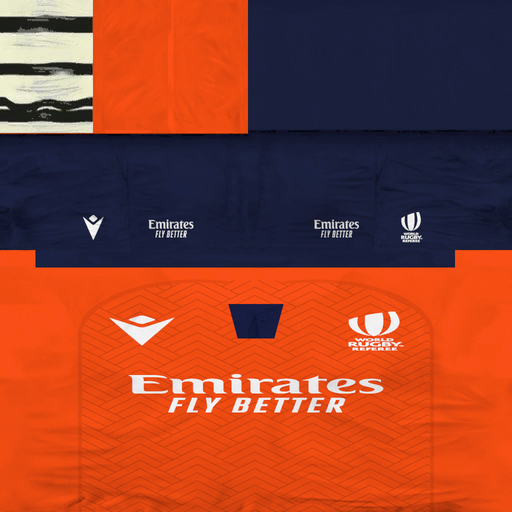 Emirates
FLY BETTER
Emirates
FLY BETTER
WORLD
RUGBY
REFEREE
WORLD
RUGBY
REFEREE
Emirates
FLY BETTER